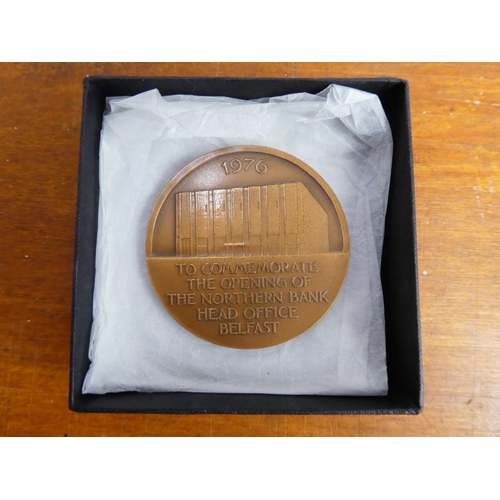 1976
TO COMMEMORATE
THE OPENING OF
THE NORTHERN BANK
HEAD OFFICE
BELFAST